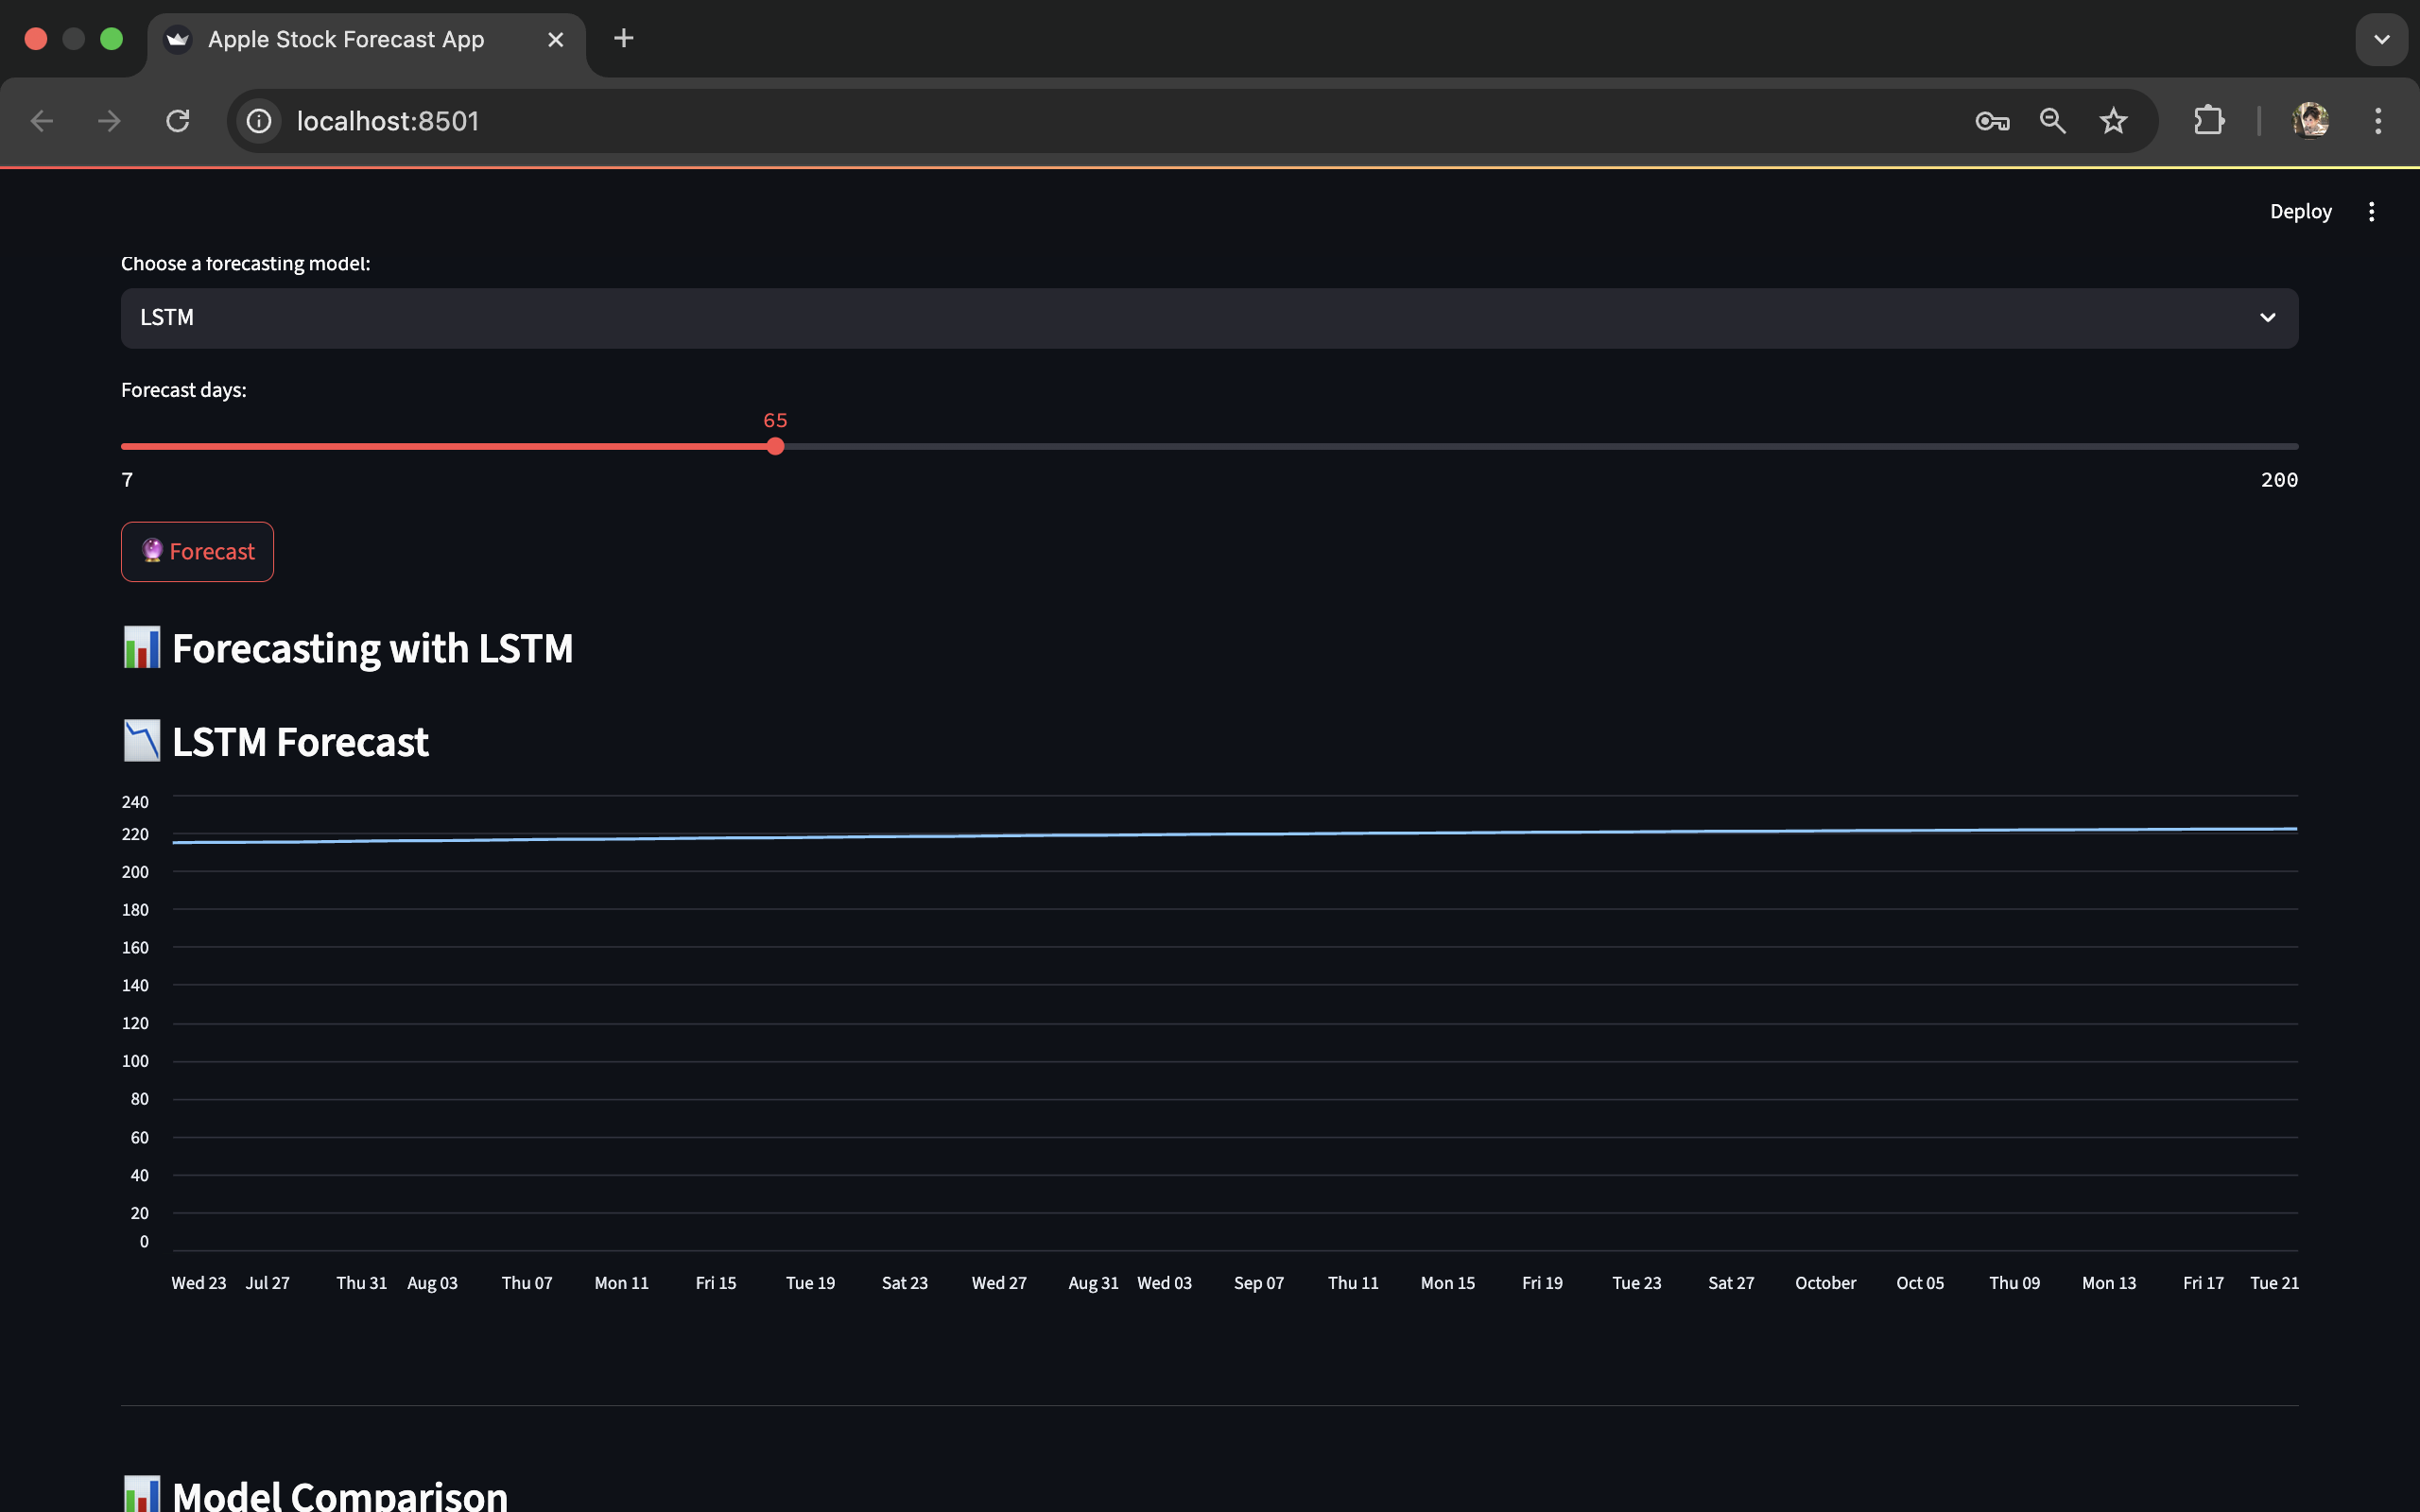 Apple Stock Forecast App
localhost:8501
Deploy
Choose a forecasting model:
LSTM
Forecast days:
65
7 200
Forecast
Forecasting with LSTM
LSTM Forecast
240
220
200
180
160
140
120
100
80
60
40
20
0
Wed 23 Jul 27 Thu 31 Aug 03 Thu 07 Mon 11 Fri 15 Tue 19 Sat 23 Wed 27 Aug 31 Wed 03 Sep 07 Thu 11 Mon 15 Fri 19 Tue 23 Sat 27 October Oct 05 Thu 09 Mon 13 Fri 17 Tue 21
Model Comparison